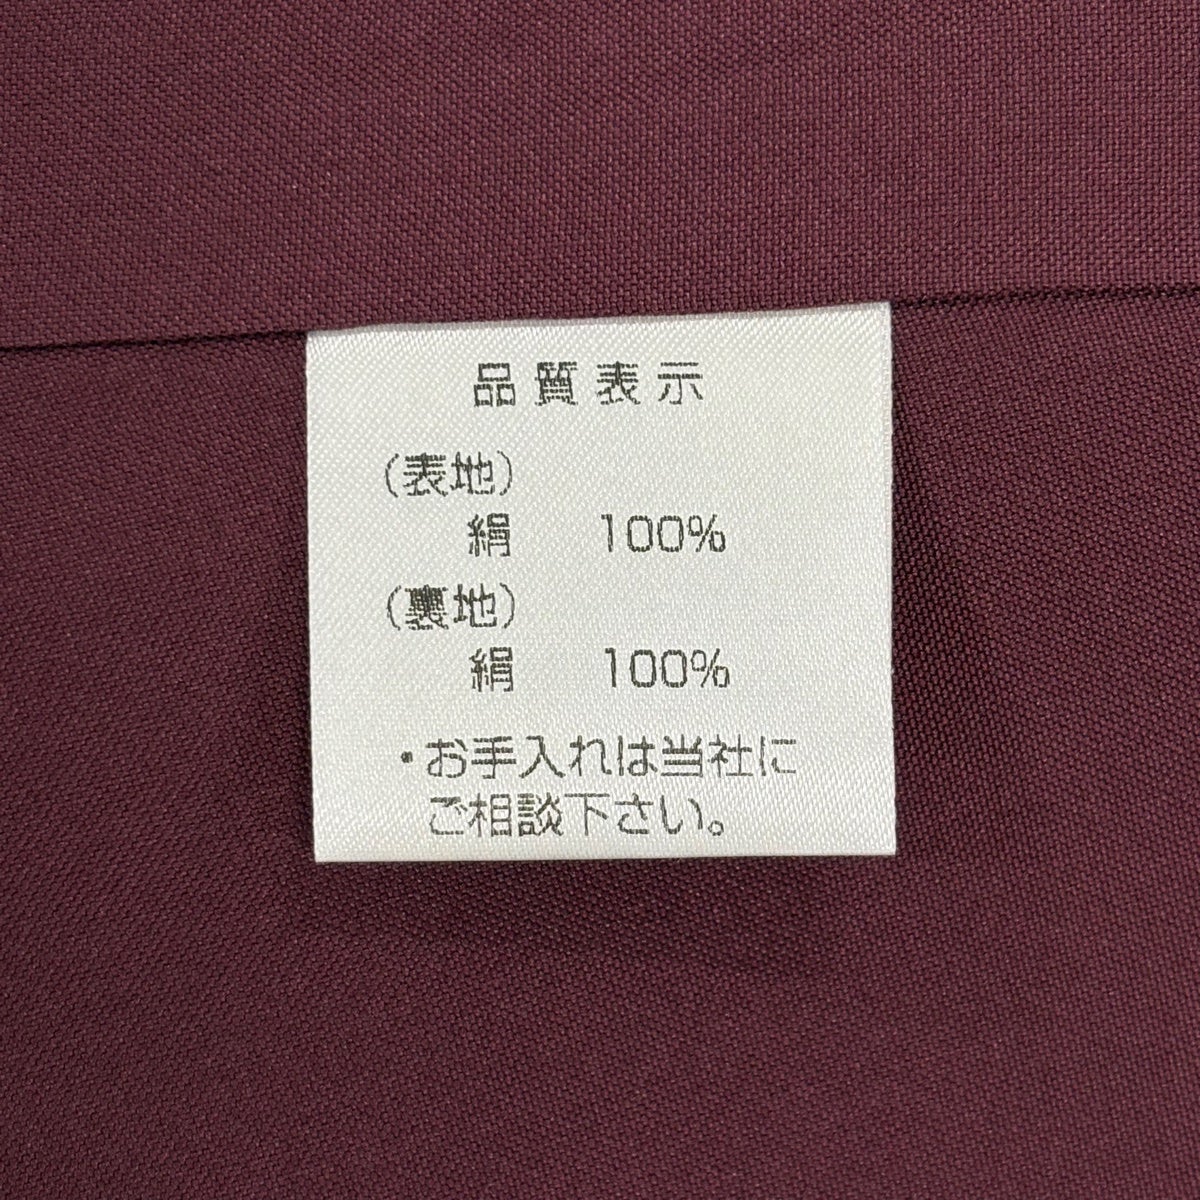 品質表示
(表地)
絹 100%
(裏地)
絹 100%
・お手入れは当社に
ご相談下さい。